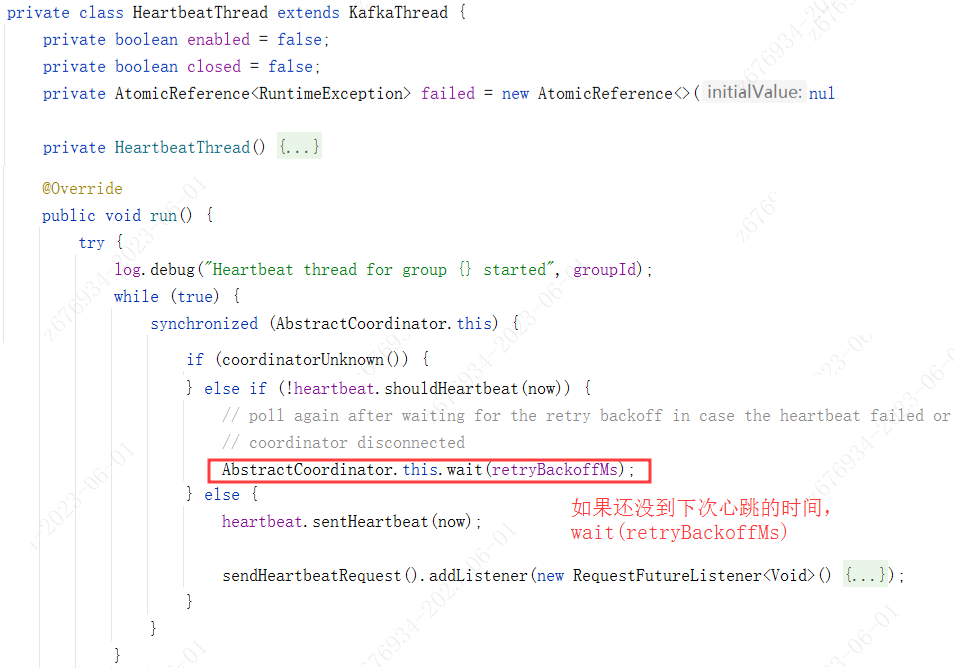 private class HeartbeatThread extends KafkaThread {
private boolean enabled = false;
private boolean closed = false;
private AtomicReference<RuntimeException> failed = new AtomicReference<>( initialValue: nul
private HeartbeatThread() {...}
@Override
public void run() {
try {
log.debug("Heartbeat thread for group {} started", groupId);
while (true) {
synchronized (AbstractCoordinator.this) {
if (coordinatorUnknown()) {
} else if (!heartbeat.shouldHeartbeat(now)) {
// poll again after waiting for the retry backoff in case the heartbeat failed or
// coordinator disconnected
AbstractCoordinator.this.wait(retryBackoffMs);
} else {
如果还没到下次心跳的时间，
heartbeat.sentHeartbeat(now);
wait(retryBackoffMs)
sendHeartbeatRequest().addListener(new RequestFutureListener<Void>() {...});
}
}
}